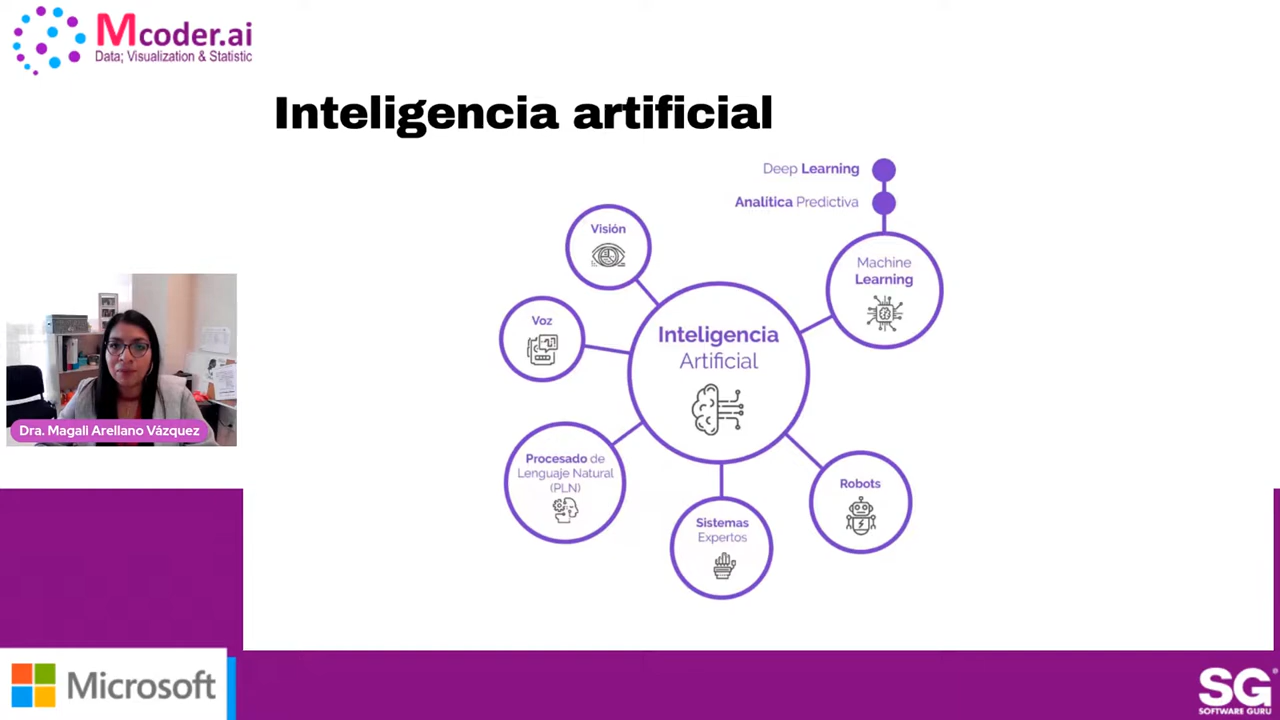 Mcoder.ai
Data; Visualization & Statistic
Inteligencia artificial
Deep Learning
Analítica Predictiva
Visión
Machine
Learning
Voz
Inteligencia
Artificial
Procesado de
Lenguaje Natural
(PLN)
Robots
Sistemas
Expertos
Dra. Magali Arellano Vázquez
Microsoft
SG
SOFTWARE GURU